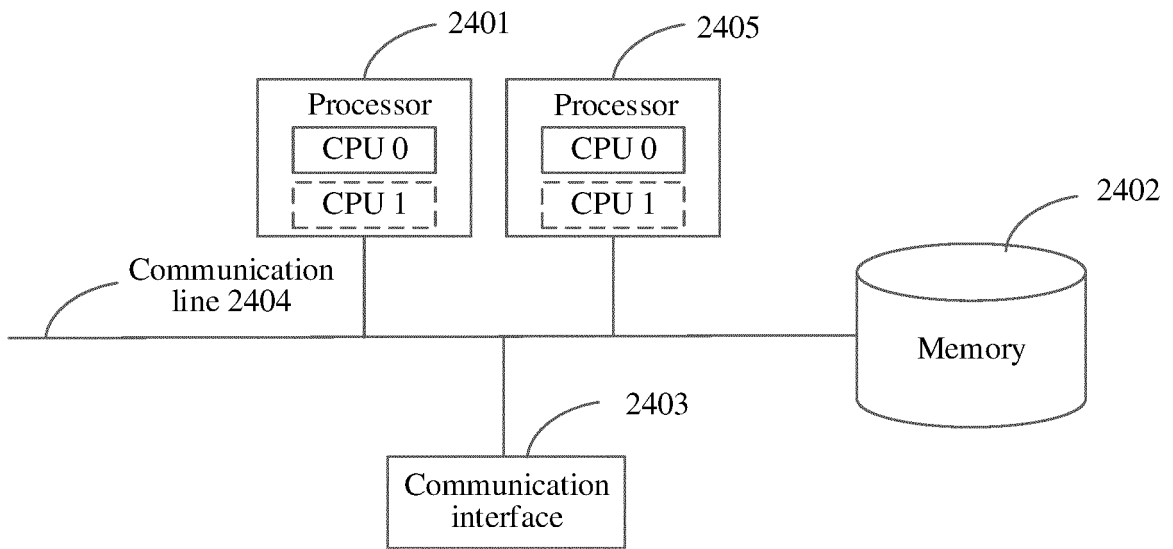 2401
2405
Processor
CPU 0
CPU 1
Processor
CPU 0
CPU 1
2402
Communication
line 2404
Memory
2403
Communication
interface